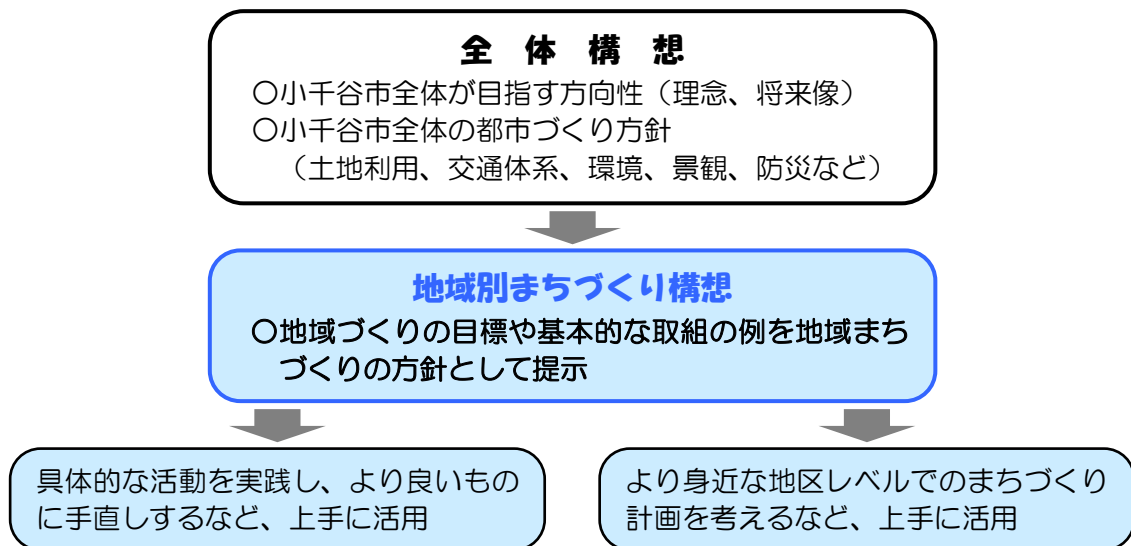 全体構想
○小千谷市全体が目指す方向性（理念、将来像）
○小千谷市全体の都市づくり方針
（土地利用、交通体系、環境、景観、防災など）
地域別まちづくり構想
○地域づくりの目標や基本的な取組の例を地域まち
づくりの方針として提示
具体的な活動を実践し、より良いもの
に手直しするなど、上手に活用
より身近な地区レベルでのまちづくり
計画を考えるなど、上手に活用